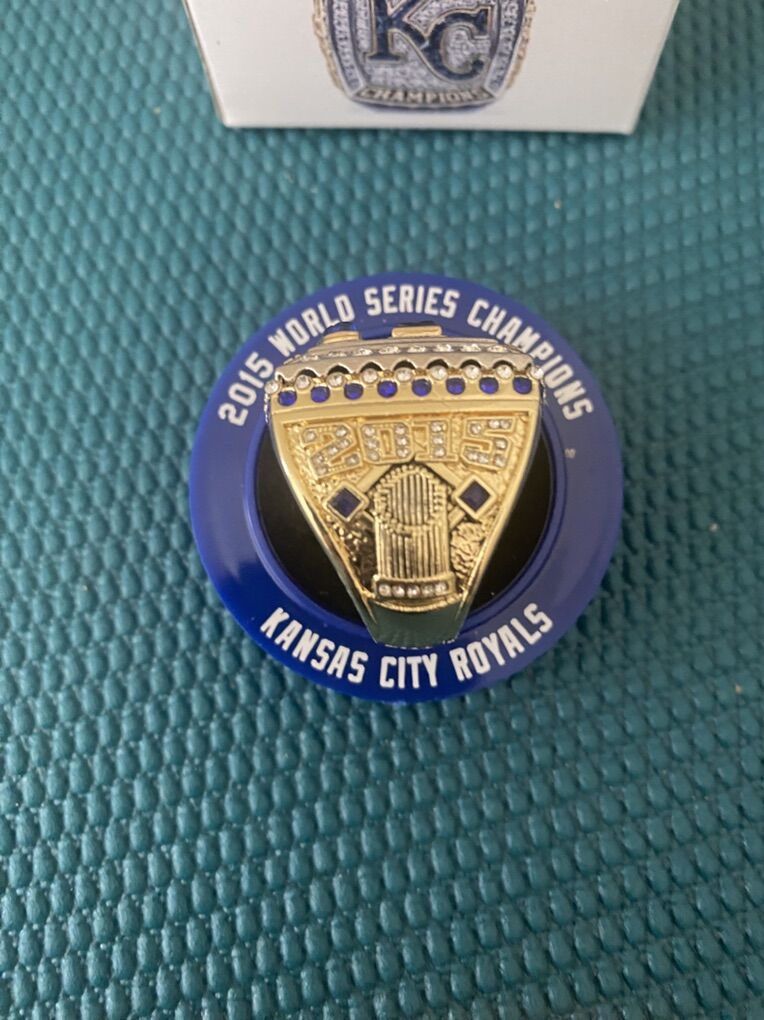 KC
CHAMPIONS
2015 WORLD SERIES CHAMPIONS
2015
KANSAS CITY ROYALS